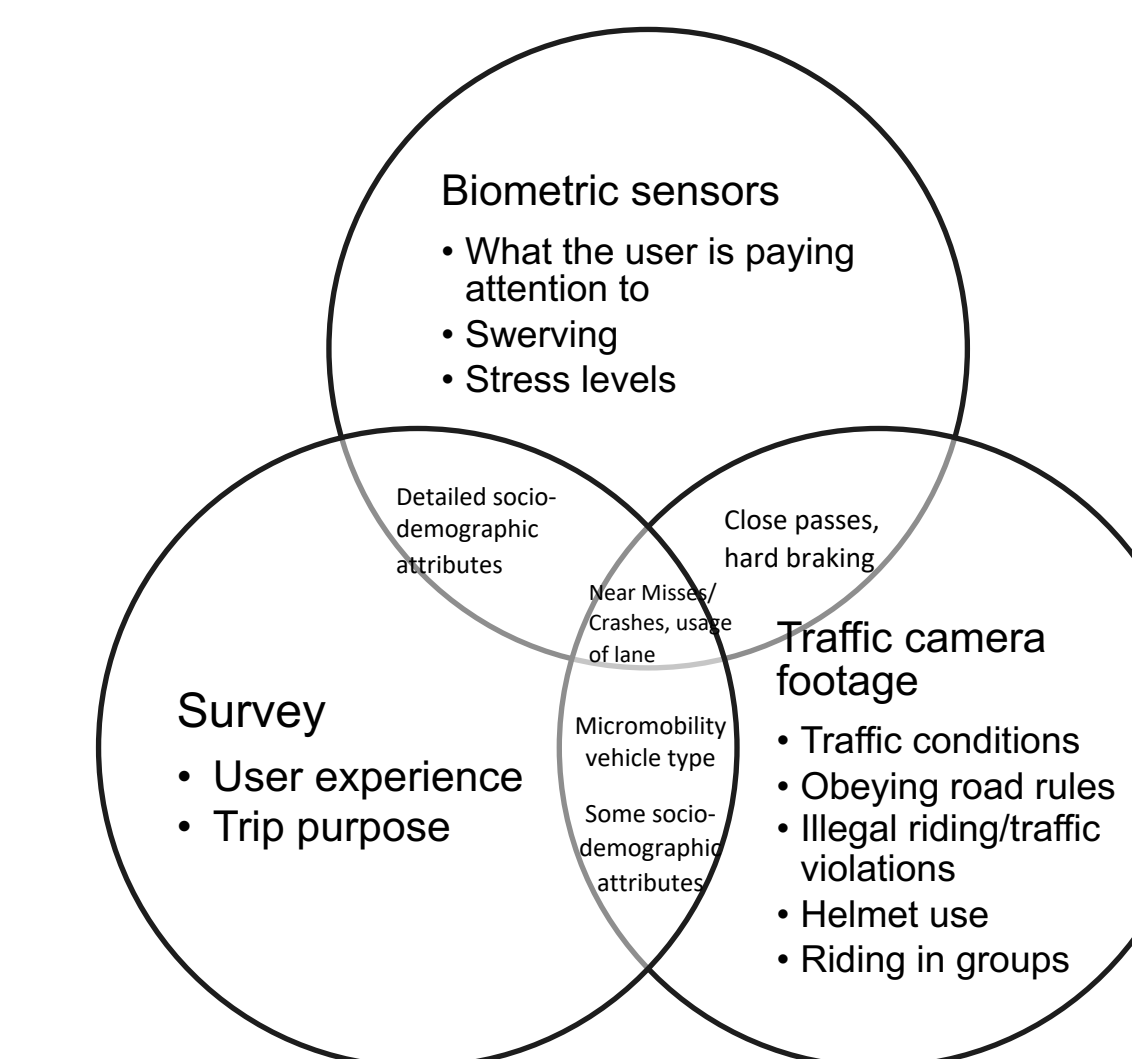 Biometric sensors
• What the user is paying
attention to
• Swerving
• Stress levels
Detailed socio-
demographic
attributes
Close passes,
hard braking
Near Misses/
Crashes, usage
of lane
Survey
• User experience
• Trip purpose
Micromobility
vehicle type
Some socio-
demographic
attributes
Traffic camera
footage
• Traffic conditions
• Obeying road rules
• Illegal riding/traffic
violations
• Helmet use
• Riding in groups